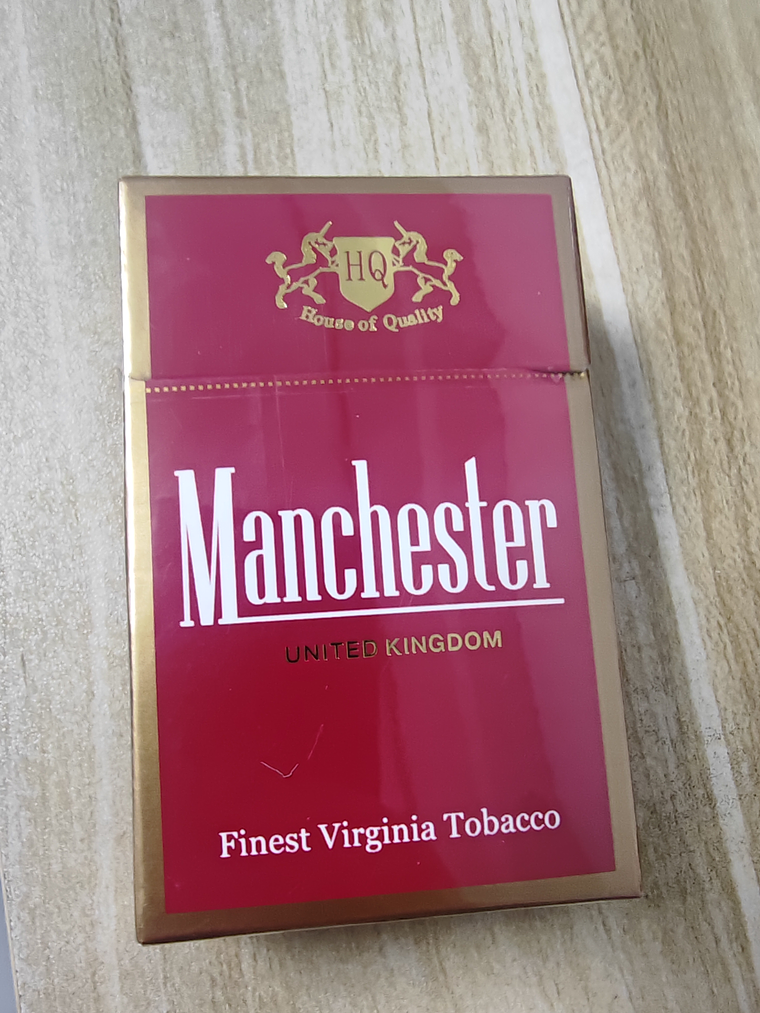 HQ
House of Quality
Manchester
UNITED KINGDOM
Finest Virginia Tobacco